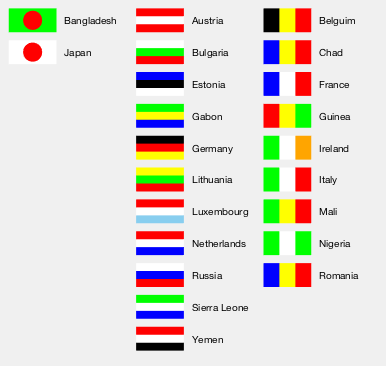 Bangladesh
Japan
Austria
Bulgaria
Estonia
Gabon
Germany
Lithuania
Luxembourg
Netherlands
Russia
Sierra Leone
Yemen
Belguim
Chad
France
Guinea
Ireland
Italy
Mali
Nigeria
Romania